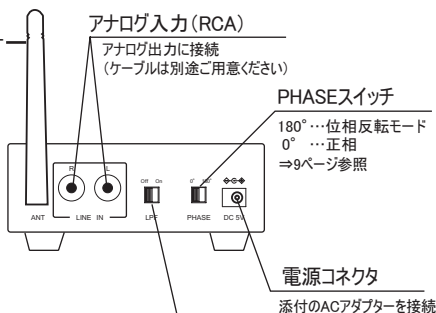 アナログ入力（RCA）
アナログ出力に接続
（ケーブルは別途ご用意ください）
PHASEスイッチ
180°…位相反転モード
0° …正相
⇒9ページ参照
R L
Off On
0° 180°
ANT LINE IN LPF PHASE DC 5V
電源コネクタ
添付のACアダプターを接続